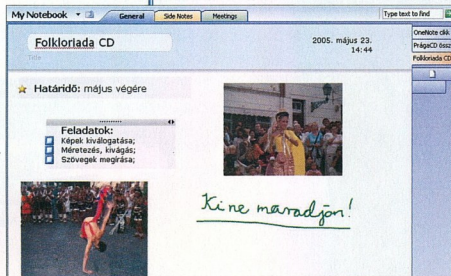 My Notebook
General
Side Notes
Meetings
Type text to find
Folkloriada CD
Title
2005. május 23.
14:44
OneNote cikk
PrágaCD össz
Folkloriada CD
Határidő: május végére
Feladatok:
Képek kiválogatása;
Méretezés, kivágás;
Szövegek megírása;
Ki ne maradjon!